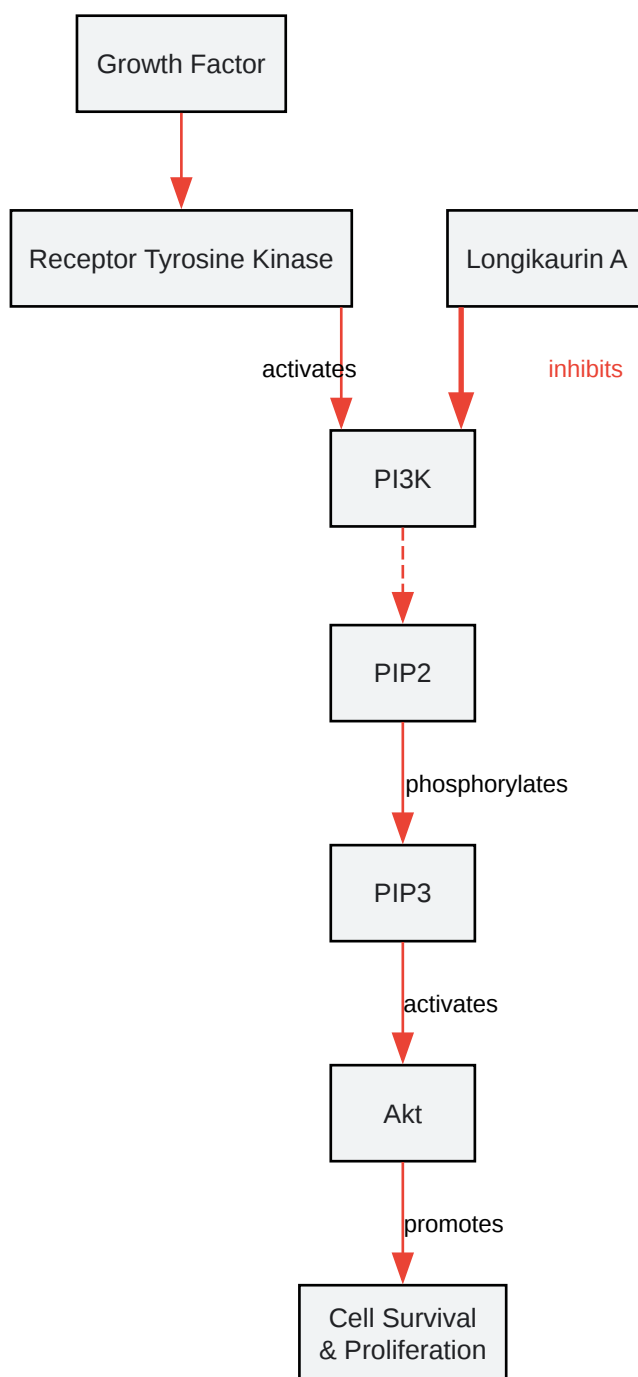 Growth Factor
Receptor Tyrosine Kinase
Longikaurin A
activates
inhibits
PI3K
PIP2
phosphorylates
PIP3
activates
Akt
promotes
Cell Survival
& Proliferation